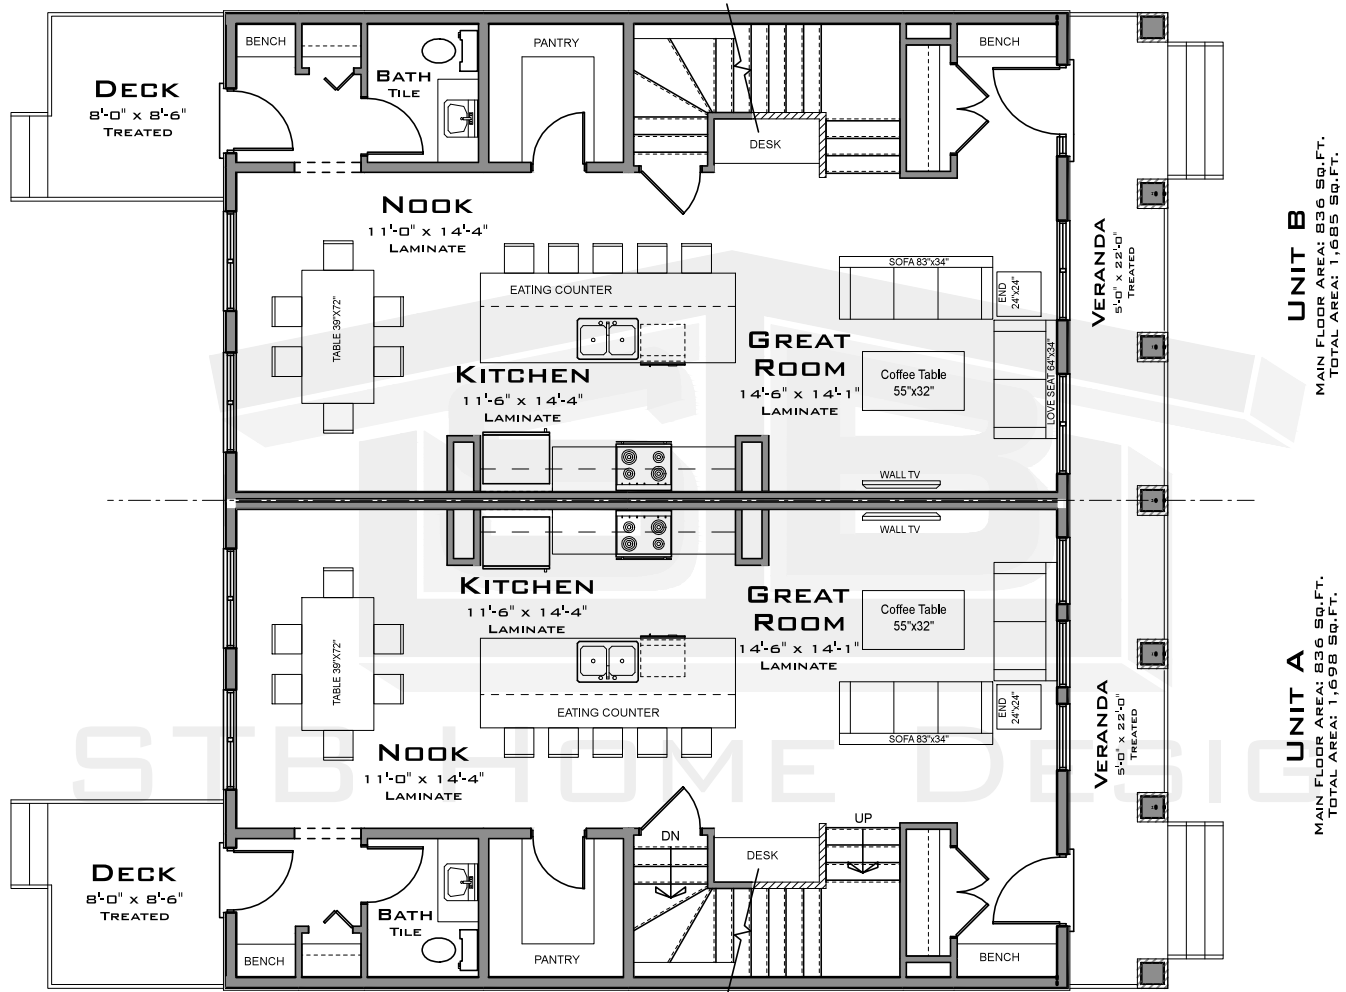 BENCH
PANTRY
BENCH
DECK
8'-0" x 8'-6"
TREATED
BATH
TILE
DESK
NOOK
11'-0" x 14'-4"
LAMINATE
VERANDA
5'-0" x 22'-0"
TREATED
UNIT B
MAIN FLOOR AREA: 836 SQ.FT.
TOTAL AREA: 1,685 SQ.FT.
SOFA 83"x34"
END
24"x24"
EATING COUNTER
TABLE 39"X72"
GREAT
ROOM
14'-6" x 14'-1"
LAMINATE
Coffee Table
55"x32"
LOVE SEAT 64"x34"
KITCHEN
11'-6" x 14'-4"
LAMINATE
WALL TV
WALL TV
KITCHEN
11'-6" x 14'-4"
LAMINATE
GREAT
ROOM
14'-6" x 14'-1"
LAMINATE
Coffee Table
55"x32"
TABLE 39"X72"
EATING COUNTER
END
24"x24"
SOFA 83"x34"
VERANDA
5'-0" x 22'-0"
TREATED
UNIT A
MAIN FLOOR AREA: 836 SQ.FT.
TOTAL AREA: 1,698 SQ.FT.
NOOK
11'-0" x 14'-4"
LAMINATE
STB HOME DESIG
DN
UP
DESK
DECK
8'-0" x 8'-6"
TREATED
BATH
TILE
BENCH
PANTRY
BENCH